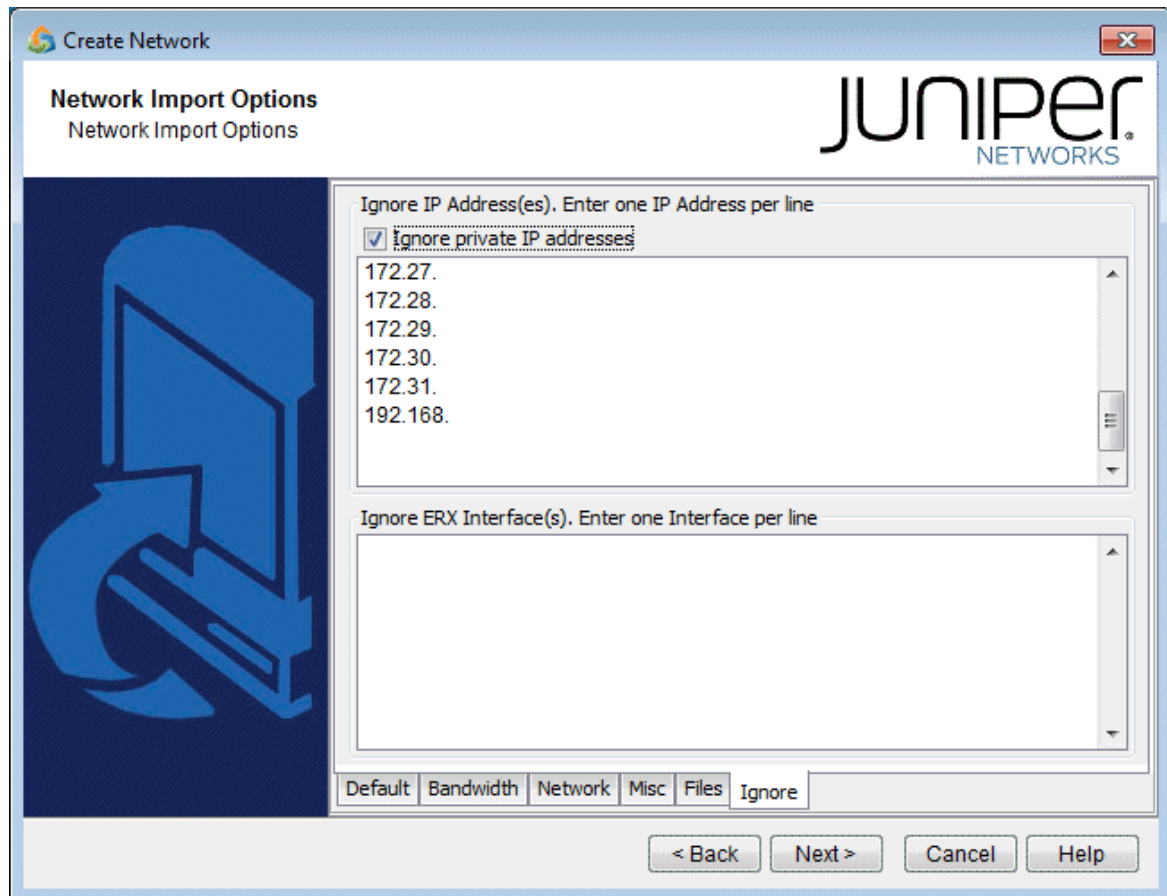 Create Network
Network Import Options
Network Import Options
JUNIPER
NETWORKS
Ignore IP Address(es). Enter one IP Address per line
Ignore private IP addresses
172.27.
172.28.
172.29.
172.30.
172.31.
192.168.
Ignore ERX Interface(s). Enter one Interface per line
Default Bandwidth Network Misc Files Ignore
< Back Next > Cancel Help